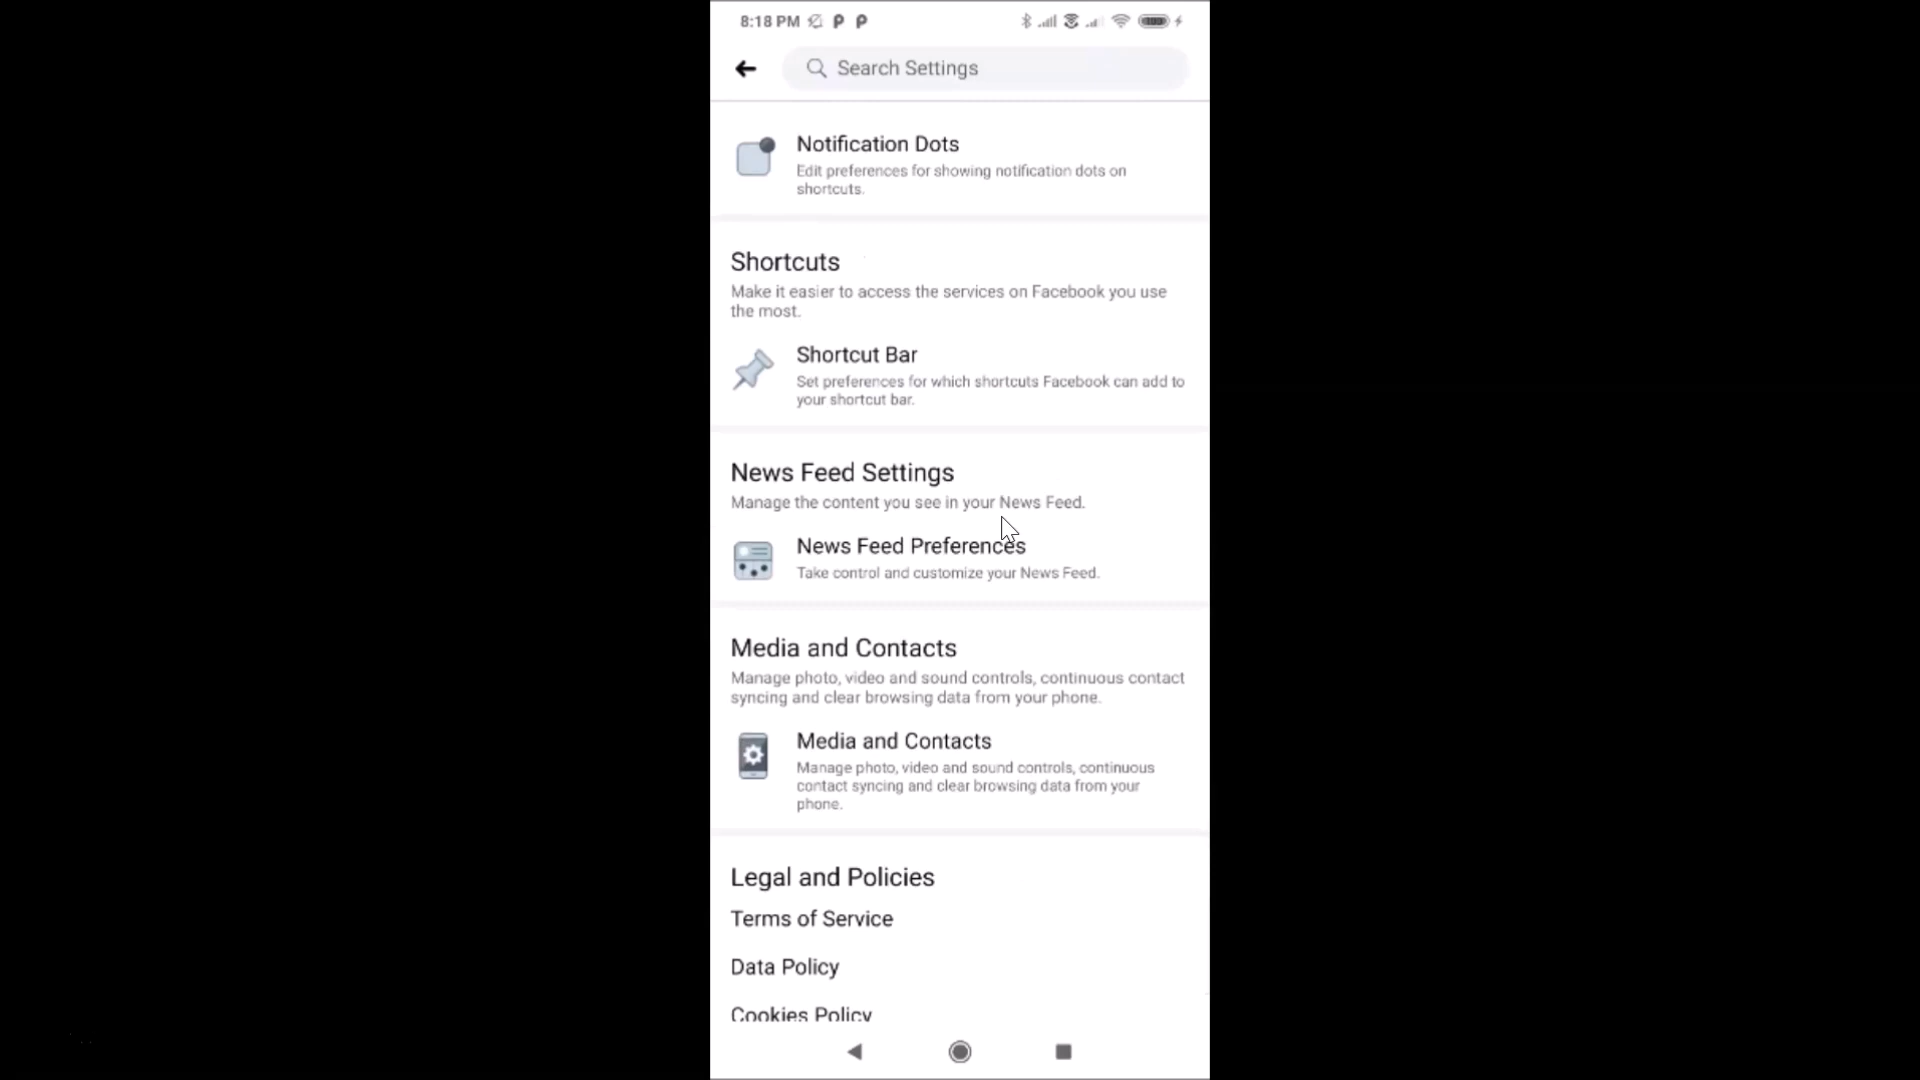 8:18 PM
Search Settings
Notification Dots
Edit preferences for showing notification dots on
shortcuts.
Shortcuts
Make it easier to access the services on Facebook you use
the most.
Shortcut Bar
Set preferences for which shortcuts Facebook can add to
your shortcut bar.
News Feed Settings
Manage the content you see in your News Feed.
News Feed Preferences
Take control and customize your News Feed.
Media and Contacts
Manage photo, video and sound controls, continuous contact
syncing and clear browsing data from your phone.
Media and Contacts
Manage photo, video and sound controls, continuous
contact syncing and clear browsing data from your
phone.
Legal and Policies
Terms of Service
Data Policy
Cookies Policy